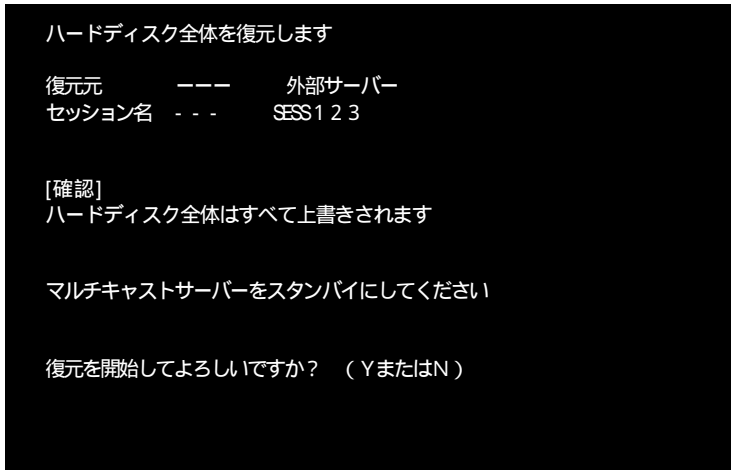 ハードディスク全体を復元します
復元元　　　ーーー　　　外部サーバー
セッション名　- - -　　　SESS１２３
[確認]
ハードディスク全体はすべて上書きされます
マルチキャストサーバーをスタンバイにしてください
復元を開始してよろしいですか？　（ＹまたはＮ）